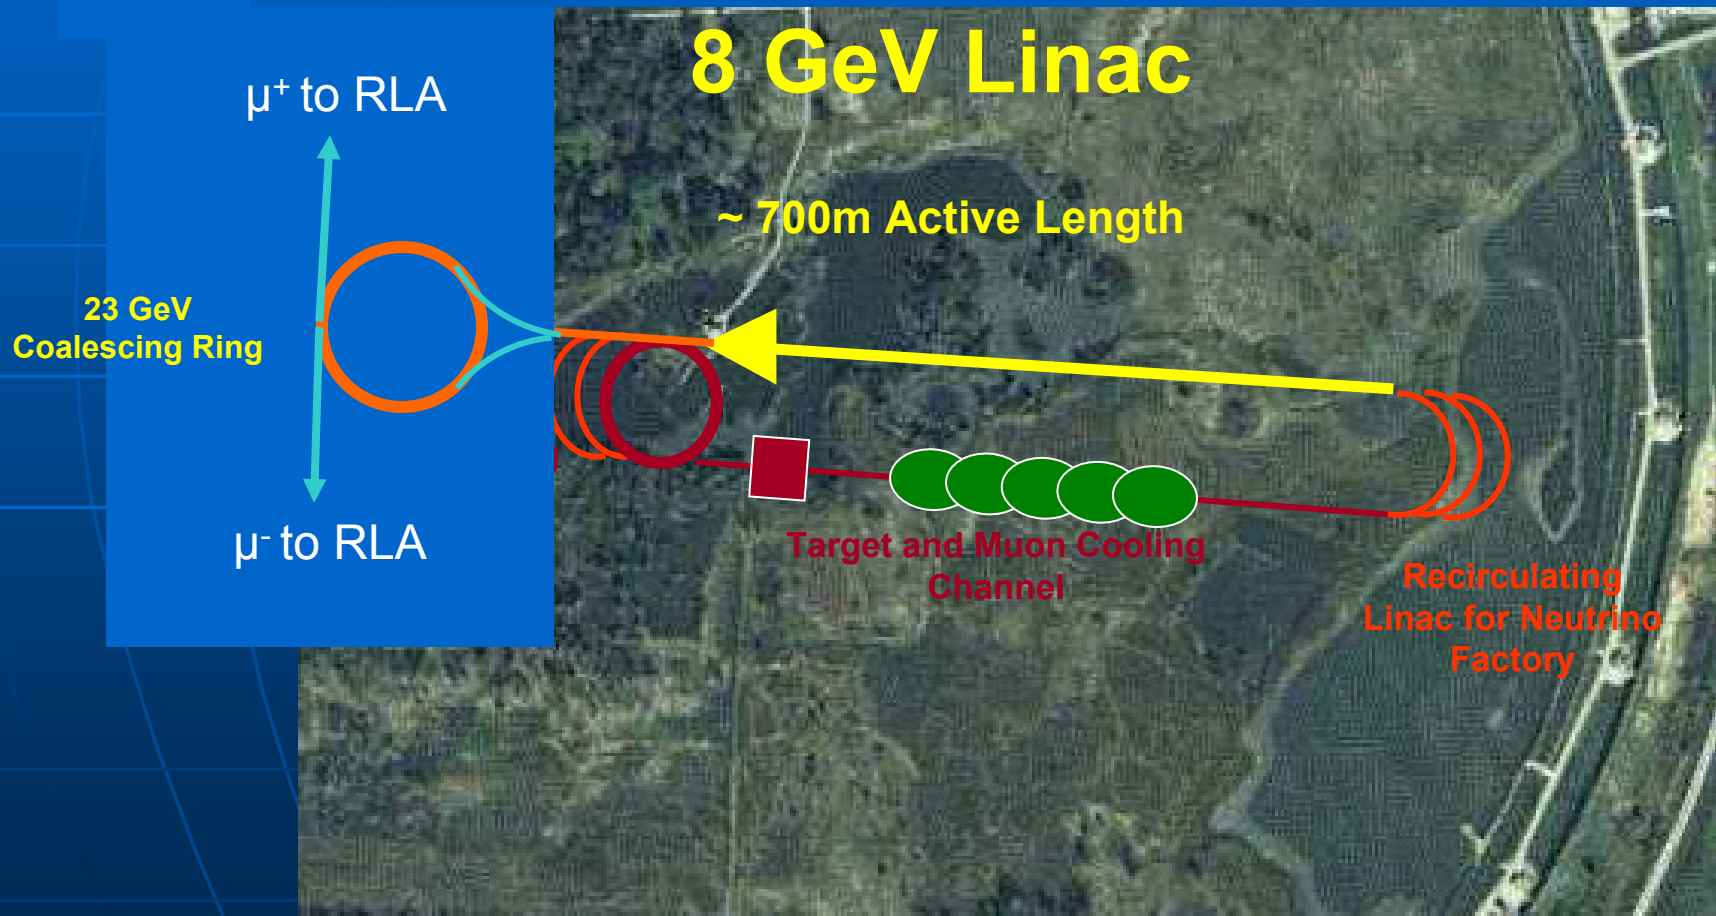 8 GeV Linac
μ⁺ to RLA
~ 700m Active Length
23 GeV
Coalescing Ring
μ⁻ to RLA
Target and Muon Cooling
Channel
Recirculating
Linac for Neutrino
Factory